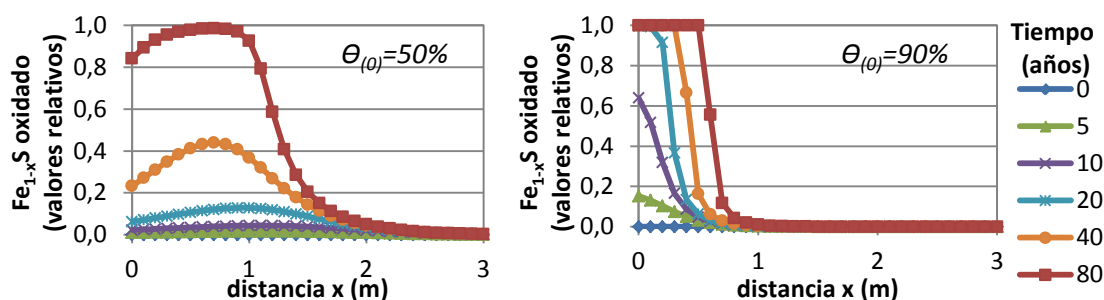 Fe1-xS oxidado
(valores relativos)
1,0
0,8
0,6
0,4
0,2
0,0
0
1
2
3
distancia x (m)
Ɵ(0)=50%
Fe1-xS oxidado
(valores relativos)
1,0
0,8
0,6
0,4
0,2
0,0
0
1
2
3
distancia x (m)
Ɵ(0)=90%
Tiempo
(años)
0
5
10
20
40
80